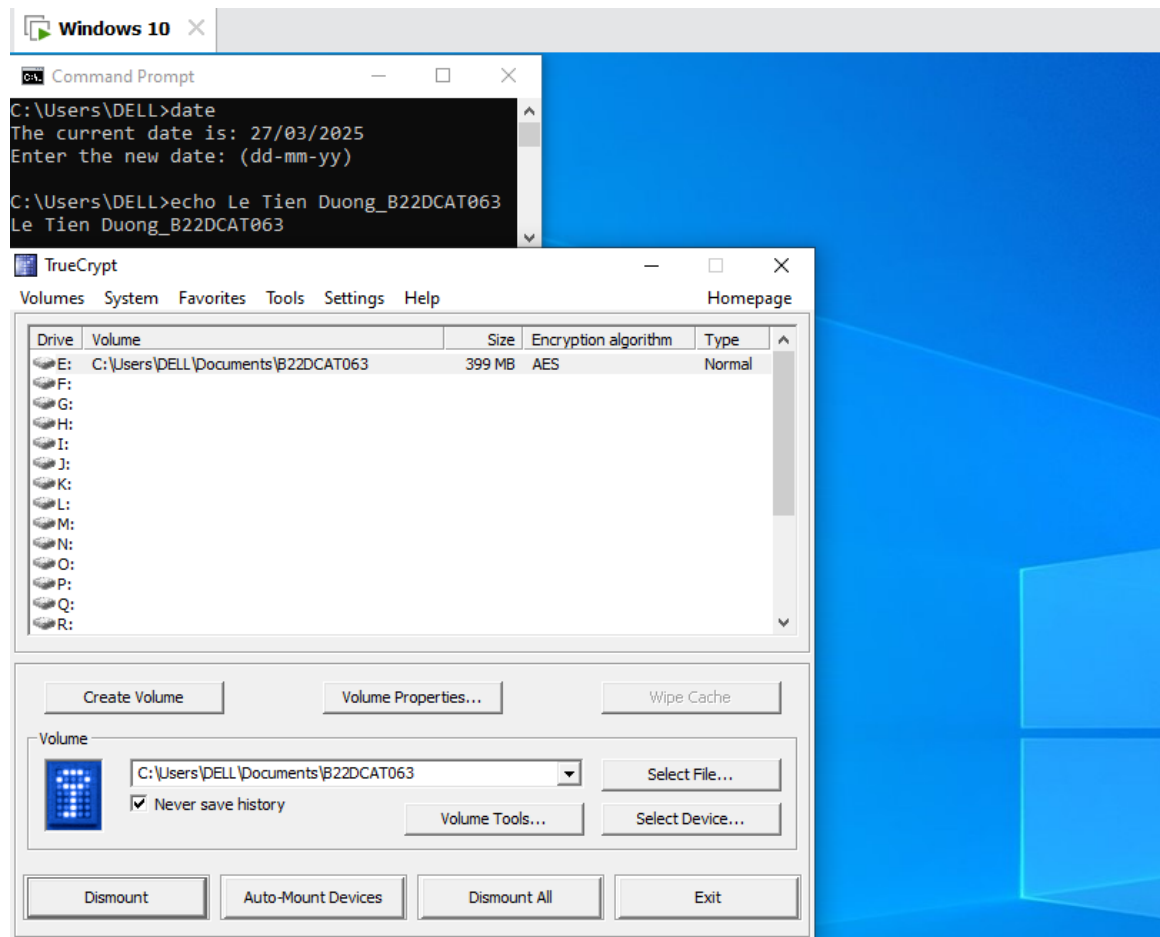 Windows 10
Command Prompt
C:\Users\DELL>date
The current date is: 27/03/2025
Enter the new date: (dd-mm-yy)
C:\Users\DELL>echo Le Tien Duong_B22DCAT063
Le Tien Duong_B22DCAT063
TrueCrypt
Volumes System Favorites Tools Settings Help Homepage
Drive Volume Size Encryption algorithm Type
E: C:\Users\DELL\Documents\B22DCAT063 399 MB AES Normal
F:
G:
H:
I:
J:
K:
L:
M:
N:
O:
P:
Q:
R:
Create Volume Volume Properties... Wipe Cache
Volume
C:\Users\DELL\Documents\B22DCAT063 Select File...
Never save history
Volume Tools... Select Device...
Dismount Auto-Mount Devices Dismount All Exit